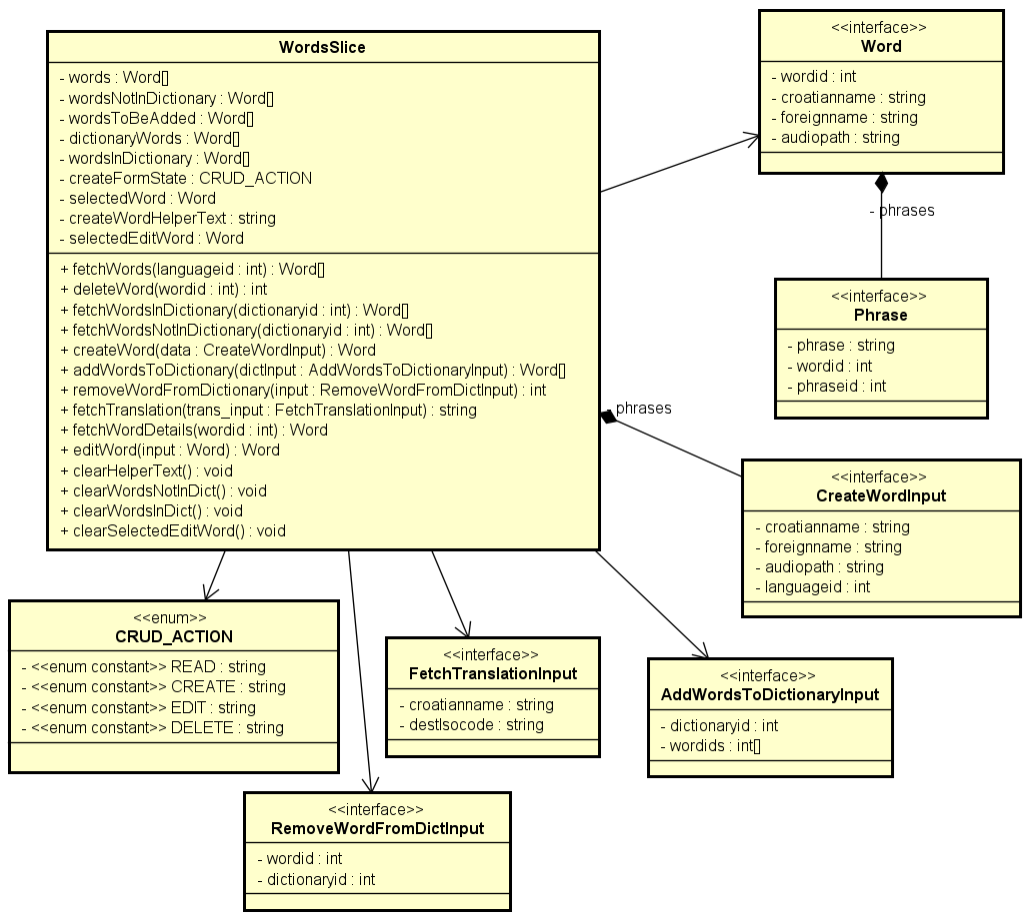 WordsSlice
- words : Word[]
- wordsNotInDictionary : Word[]
- wordsToBeAdded : Word[]
- dictionaryWords : Word[]
- wordsInDictionary : Word[]
- createFormState : CRUD_ACTION
- selectedWord : Word
- createWordHelperText : string
- selectedEditWord : Word
+ fetchWords(languageid : int) : Word[]
+ deleteWord(wordid : int) : int
+ fetchWordsInDictionary(dictionaryid : int) : Word[]
+ fetchWordsNotInDictionary(dictionaryid : int) : Word[]
+ createWord(data : CreateWordInput) : Word
+ addWordsToDictionary(dictInput : AddWordsToDictionaryInput) : Word[]
+ removeWordFromDictionary(input : RemoveWordFromDictInput) : int
+ fetchTranslation(trans_input : FetchTranslationInput) : string
+ fetchWordDetails(wordid : int) : Word
+ editWord(input : Word) : Word
+ clearHelperText() : void
+ clearWordsNotInDict() : void
+ clearWordsInDict() : void
+ clearSelectedEditWord() : void
<<interface>>
Word
- wordid : int
- croatianname : string
- foreignname : string
- audiopath : string
- phrases
<<interface>>
Phrase
- phrase : string
- wordid : int
- phraseid : int
phrases
<<interface>>
CreateWordInput
- croatianname : string
- foreignname : string
- audiopath : string
- languageid : int
<<enum>>
CRUD_ACTION
- <<enum constant>> READ : string
- <<enum constant>> CREATE : string
- <<enum constant>> EDIT : string
- <<enum constant>> DELETE : string
<<interface>>
FetchTranslationInput
- croatianname : string
- destIsocode : string
<<interface>>
AddWordsToDictionaryInput
- dictionaryid : int
- wordids : int[]
<<interface>>
RemoveWordFromDictInput
- wordid : int
- dictionaryid : int